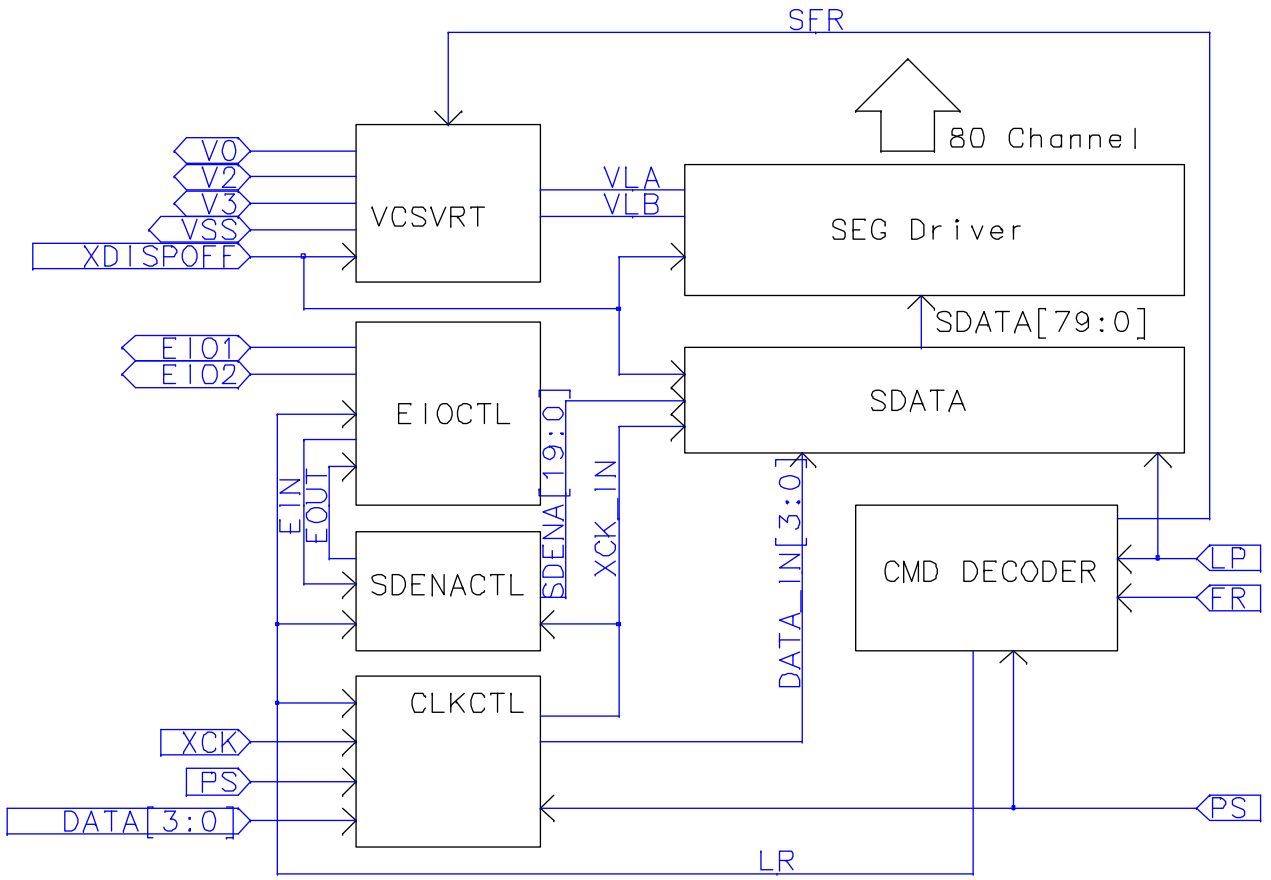 SFR
80 Channel
V0
V2
V3
VSS
XDISPOFF
VCSVRT
VLA
VLB
SEG Driver
SDATA[79:0]
EIO1
EIO2
EIOCTL
SDATA
EIN
EOUT
SDENA[19:0]
XCK_IN
DATA_IN[3:0]
SDENACTL
CMD DECODER
LP
FR
CLKCTL
XCK
PS
DATA[3:0]
PS
LR